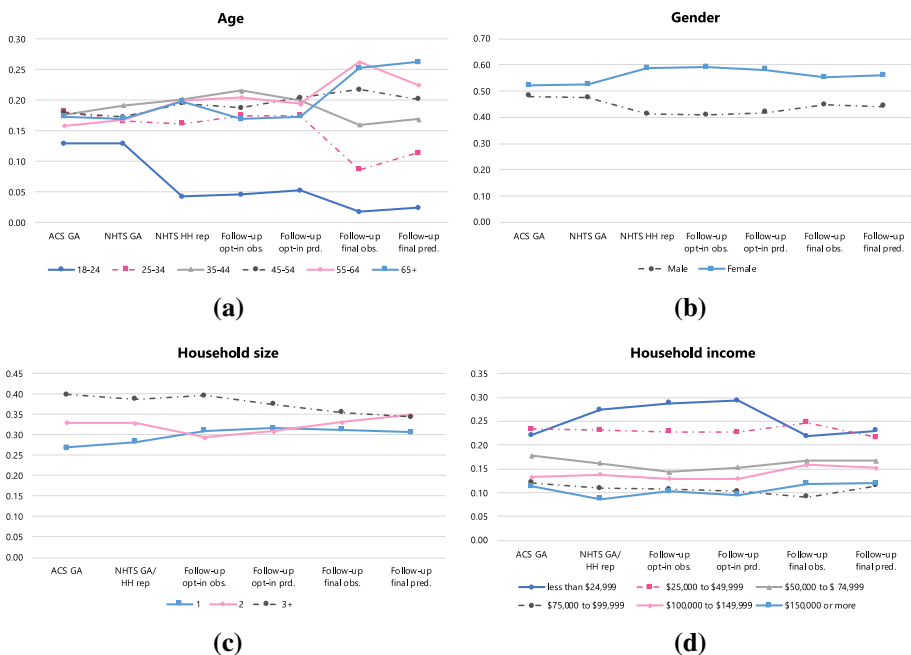 Age
0.30
0.25
0.20
0.15
0.10
0.05
0.00
ACS GA NHTS GA NHTS HH rep Follow-up Follow-up Follow-up Follow-up
opt-in obs. opt-in prd. final obs. final pred.
18-24 25-34 35-44 45-54 55-64 65+
(a)
Gender
0.70
0.60
0.50
0.40
0.30
0.20
0.10
0.00
ACS GA NHTS GA NHTS HH rep Follow-up Follow-up Follow-up Follow-up
opt-in obs. opt-in prd. final obs. final pred.
Male Female
(b)
Household size
0.45
0.40
0.35
0.30
0.25
0.20
0.15
0.10
0.05
0.00
ACS GA NHTS GA/ Follow-up Follow-up Follow-up Follow-up
HH rep opt-in obs. opt-in prd. final obs. final pred.
1 2 3+
(c)
Household income
0.35
0.30
0.25
0.20
0.15
0.10
0.05
0.00
ACS GA NHTS GA/ Follow-up Follow-up Follow-up Follow-up
HH rep opt-in obs. opt-in prd. final obs. final pred.
less than $24,999 $25,000 to $49,999 $50,000 to $ 74,999
$75,000 to $99,999 $100,000 to $149,999 $150,000 or more
(d)